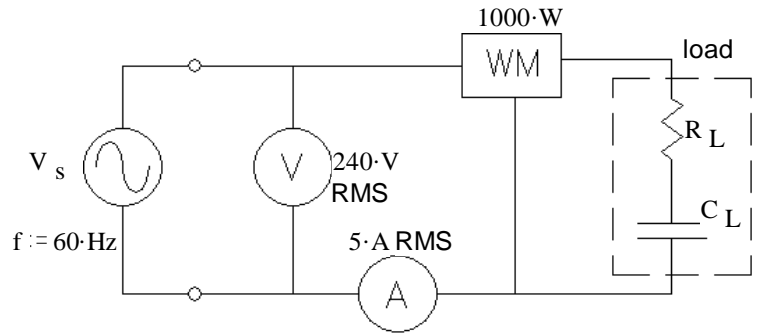 1000·W
WM
load
R L
V s
V
240·V
RMS
C L
f := 60·Hz
5·A RMS
A